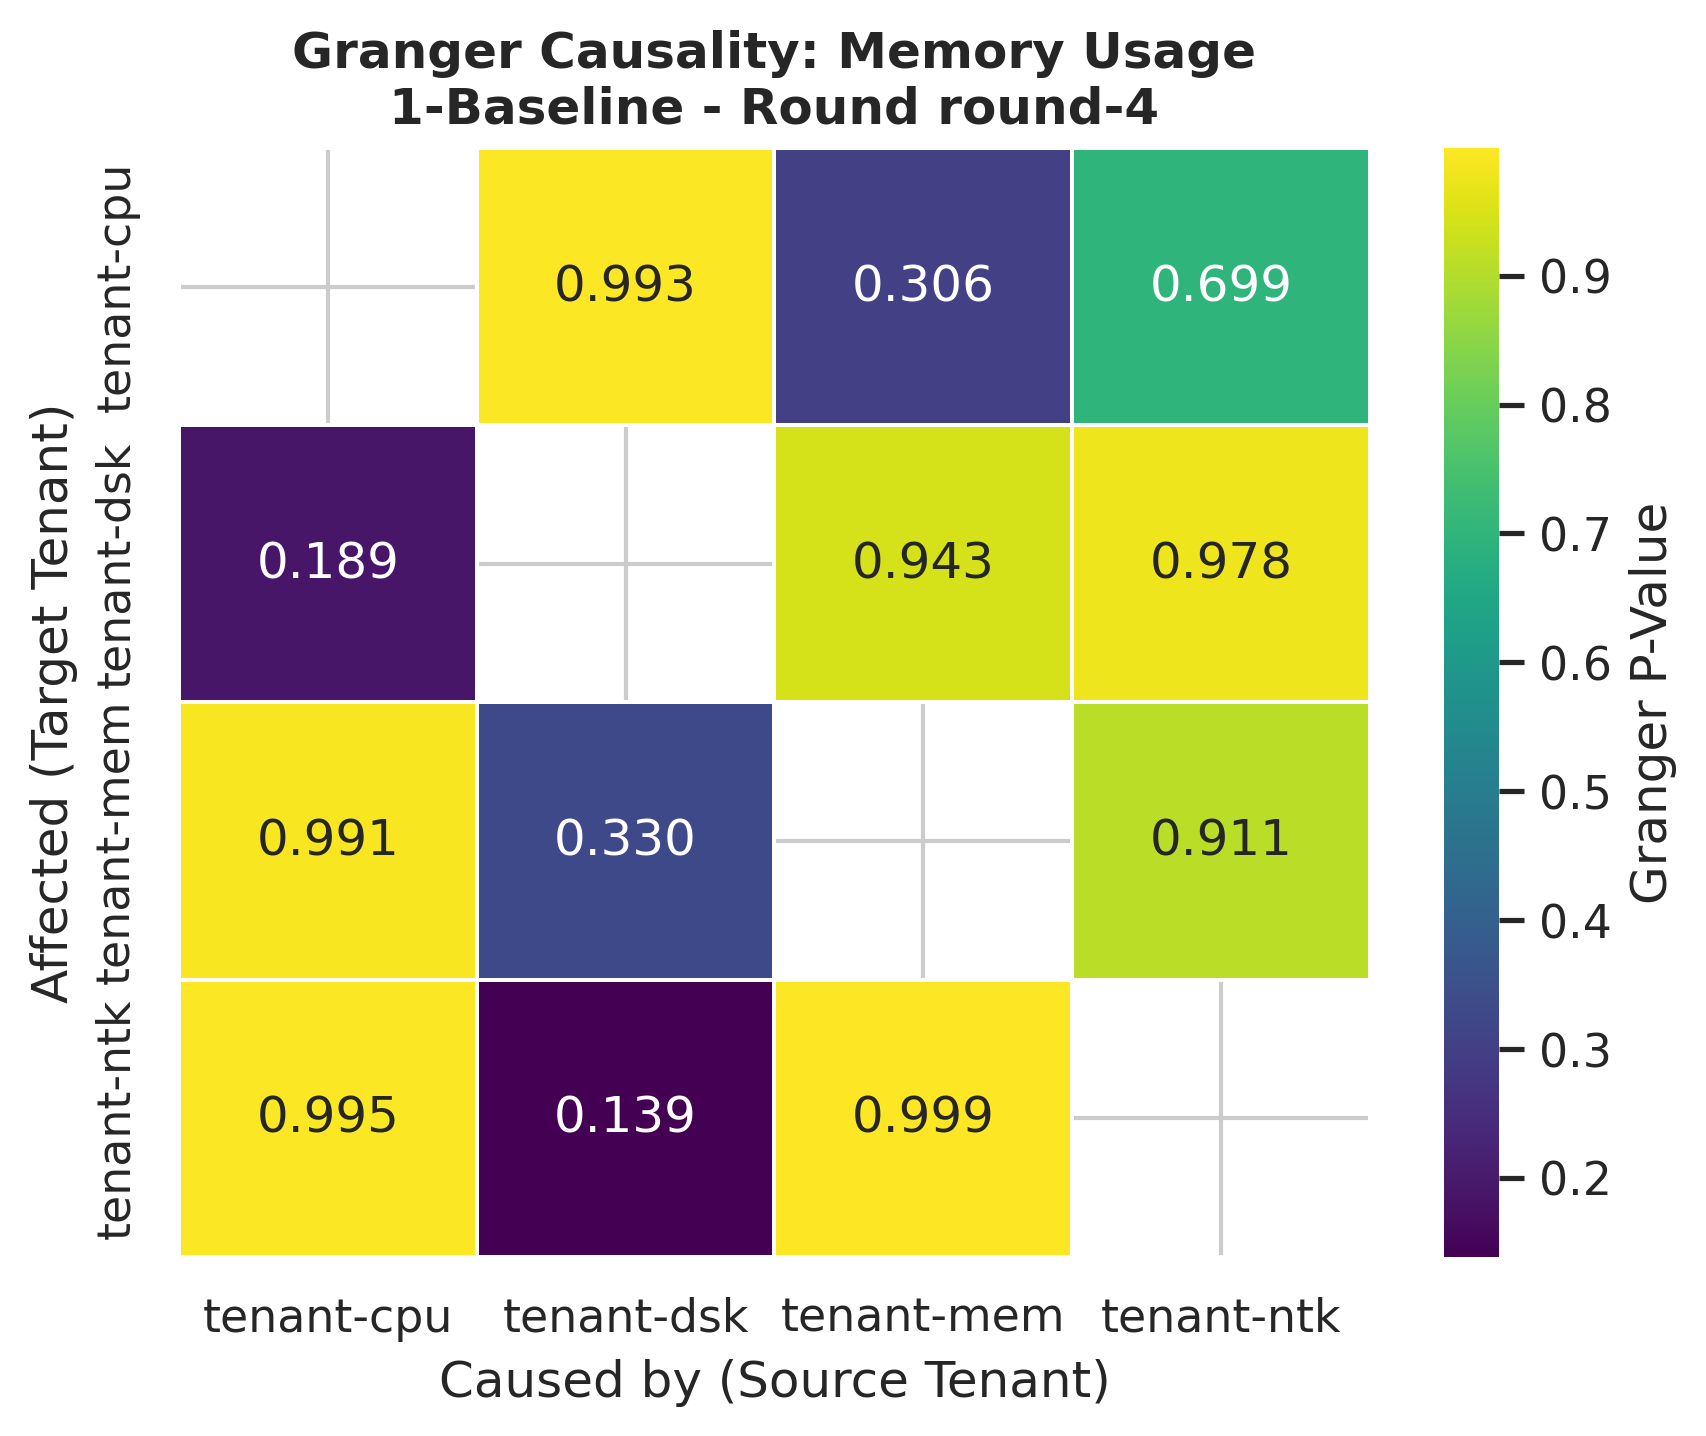 Granger Causality: Memory Usage
1-Baseline - Round round-4
Affected (Target Tenant)
tenant-cpu
0.993 0.306 0.699
tenant-dsk
0.189 0.943 0.978
tenant-mem
0.991 0.330 0.911
tenant-ntk
0.995 0.139 0.999
tenant-cpu tenant-dsk tenant-mem tenant-ntk
Caused by (Source Tenant)
0.9
0.8
0.7
0.6
0.5
0.4
0.3
0.2
Granger P-Value